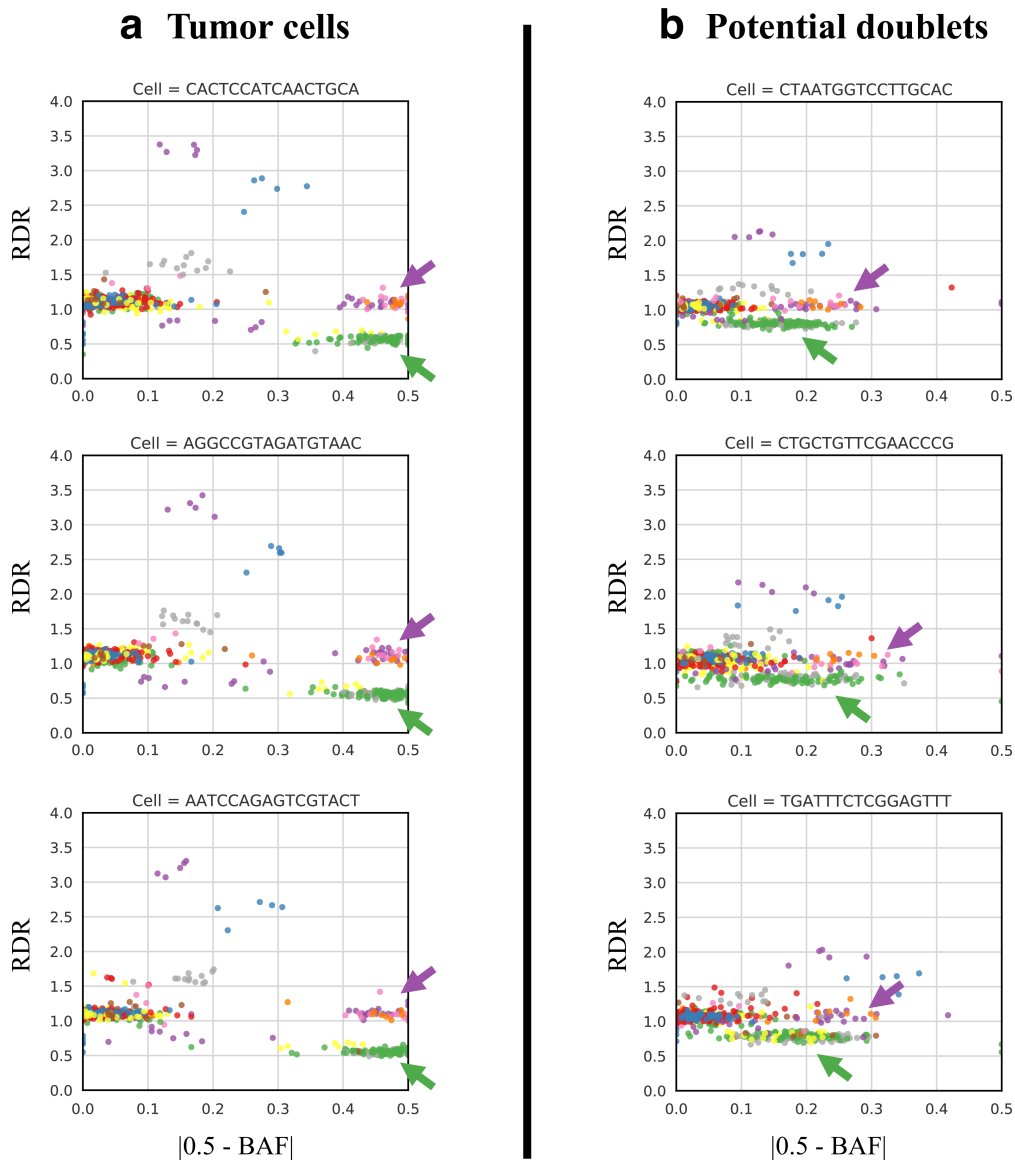 a Tumor cells
b Potential doublets
Cell = CACTCCATCAACTGCA
4.0
3.5
3.0
2.5
2.0
1.5
1.0
0.5
0.0
RDR
0.0 0.1 0.2 0.3 0.4 0.5
Cell = CTAATGGTCCTTGCAC
4.0
3.5
3.0
2.5
2.0
1.5
1.0
0.5
0.0
RDR
0.0 0.1 0.2 0.3 0.4 0.5
Cell = AGGCCGTAGATGTAAC
4.0
3.5
3.0
2.5
2.0
1.5
1.0
0.5
0.0
RDR
0.0 0.1 0.2 0.3 0.4 0.5
Cell = CTGCTGTTCGAACCCG
4.0
3.5
3.0
2.5
2.0
1.5
1.0
0.5
0.0
RDR
0.0 0.1 0.2 0.3 0.4 0.5
Cell = AATCCAGAGTCGTACT
4.0
3.5
3.0
2.5
2.0
1.5
1.0
0.5
0.0
RDR
0.0 0.1 0.2 0.3 0.4 0.5
|0.5 - BAF|
Cell = TGATTTCTCGGAGTTT
4.0
3.5
3.0
2.5
2.0
1.5
1.0
0.5
0.0
RDR
0.0 0.1 0.2 0.3 0.4 0.5
|0.5 - BAF|